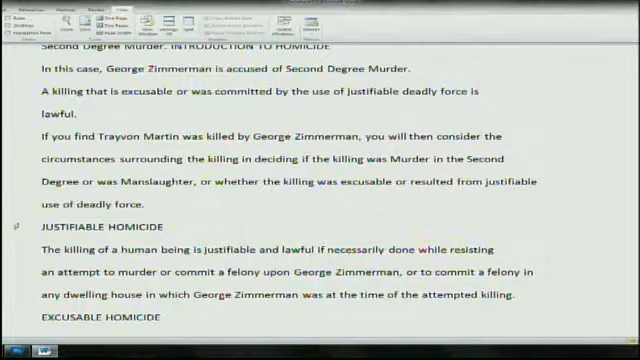 Second Degree Murder. INTRODUCTION TO HOMICIDE
In this case, George Zimmerman is accused of Second Degree Murder.
A killing that is excusable or was committed by the use of justifiable deadly force is
lawful.
If you find Trayvon Martin was killed by George Zimmerman, you will then consider the
circumstances surrounding the killing in deciding if the killing was Murder in the Second
Degree or was Manslaughter, or whether the killing was excusable or resulted from justifiable
use of deadly force.
JUSTIFIABLE HOMICIDE
The killing of a human being is justifiable and lawful if necessarily done while resisting
an attempt to murder or commit a felony upon George Zimmerman, or to commit a felony in
any dwelling house in which George Zimmerman was at the time of the attempted killing.
EXCUSABLE HOMICIDE